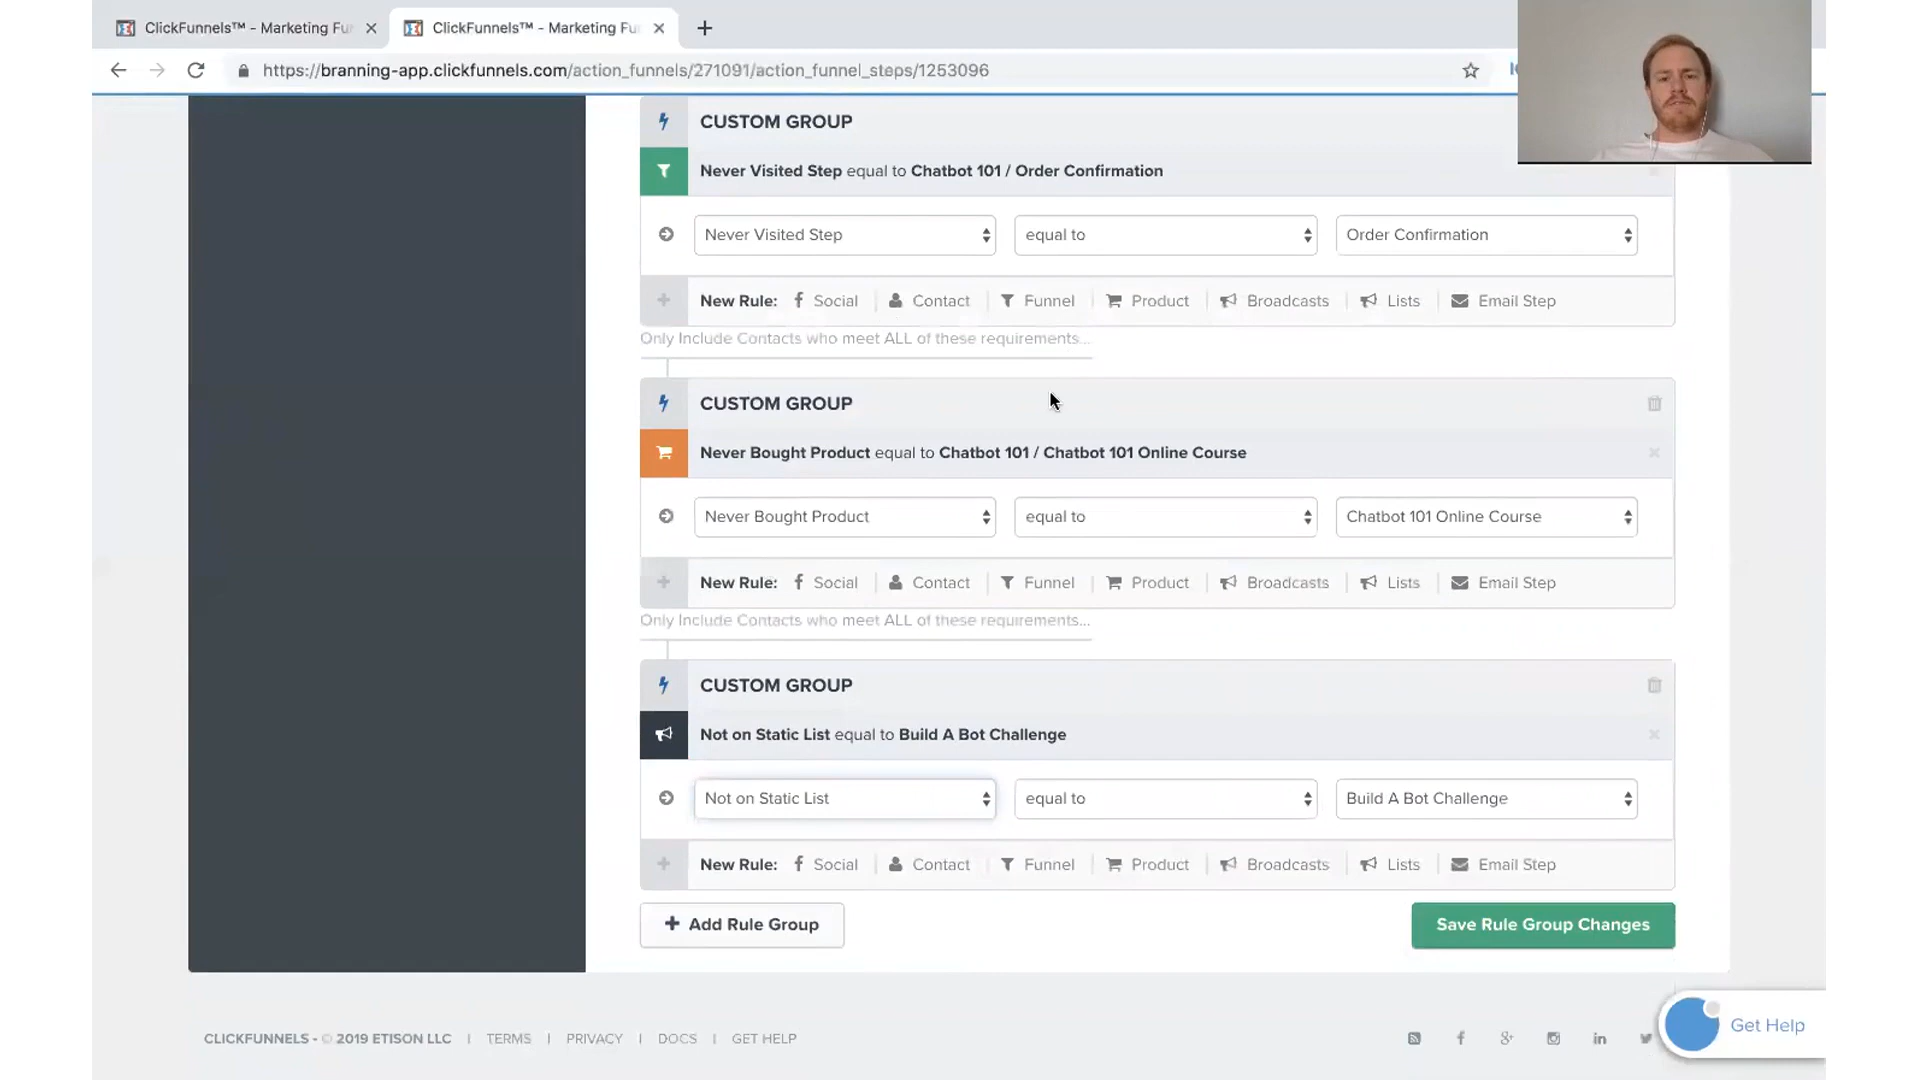 ClickFunnels™ - Marketing Fu
ClickFunnels™ - Marketing Fu
https://branning-app.clickfunnels.com/action_funnels/271091/action_funnel_steps/1253096
CUSTOM GROUP
Never Visited Step equal to Chatbot 101 / Order Confirmation
Never Visited Step equal to Order Confirmation
New Rule: Social Contact Funnel Product Broadcasts Lists Email Step
Only Include Contacts who meet ALL of these requirements...
CUSTOM GROUP
Never Bought Product equal to Chatbot 101 / Chatbot 101 Online Course
Never Bought Product equal to Chatbot 101 Online Course
New Rule: Social Contact Funnel Product Broadcasts Lists Email Step
Only Include Contacts who meet ALL of these requirements...
CUSTOM GROUP
Not on Static List equal to Build A Bot Challenge
Not on Static List equal to Build A Bot Challenge
New Rule: Social Contact Funnel Product Broadcasts Lists Email Step
+ Add Rule Group Save Rule Group Changes
CLICKFUNNELS - © 2019 ETISON LLC | TERMS | PRIVACY | DOCS | GET HELP
Get Help